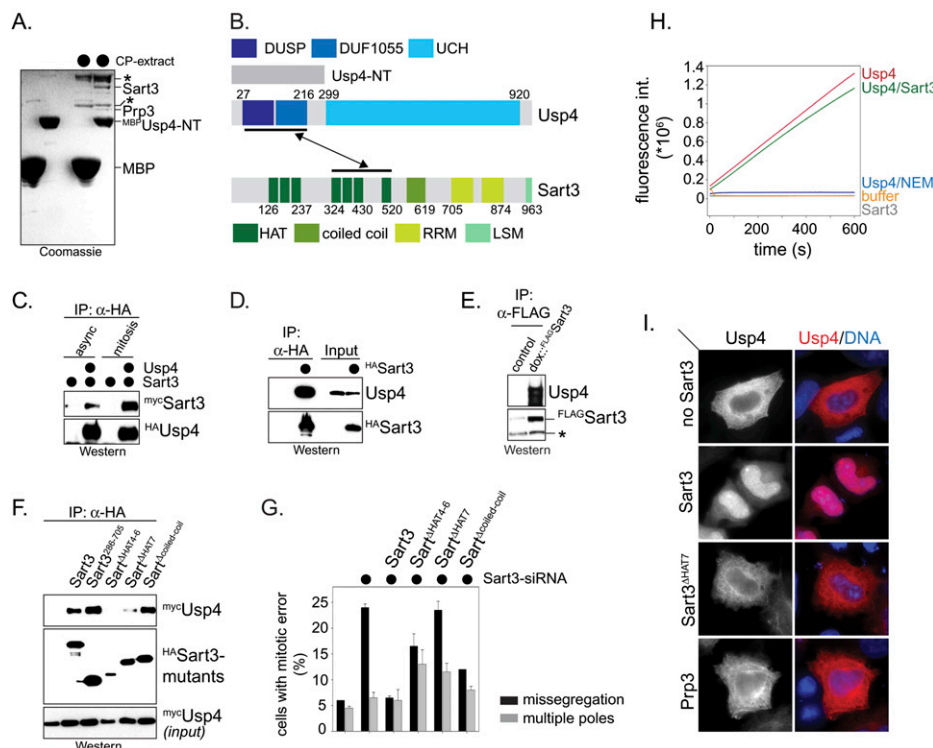 A.
CP-extract
*
Sart3
*
Prp3
MBPUsp4-NT
MBP
Coomassie
B.
DUSP DUF1055 UCH
Usp4-NT
27 216 299 920
Usp4
Sart3
126 237 324 430 520 619 705 874 963
HAT coiled coil RRM LSM
C.
IP: α-HA
async mitosis
Usp4
Sart3
mycSart3
HAUsp4
Western
D.
IP:
α-HA Input
HASart3
Usp4
HASart3
Western
E.
IP:
α-FLAG
control
dox::FLAGSart3
Usp4
FLAGSart3
*
Western
F.
IP: α-HA
Sart3
Sart3286-705
SartΔHAT4-6
SartΔHAT7
SartΔcoiled-coil
mycUsp4
HASart3-
mutants
mycUsp4
(input)
Western
G.
Sart3
SartΔHAT4-6
SartΔHAT7
SartΔcoiled-coil
Sart3-siRNA
cells with mitotic error
(%)
25
20
15
10
5
missegregation
multiple poles
H.
fluorescence int.
(*10⁶)
1.4
1.2
1
0.8
0.6
0.4
0.2
0
0 200 400 600
time (s)
Usp4
Usp4/Sart3
Usp4/NEM
buffer
Sart3
I.
Usp4 Usp4/DNA
no Sart3
Sart3
Sart3ΔHAT7
Prp3